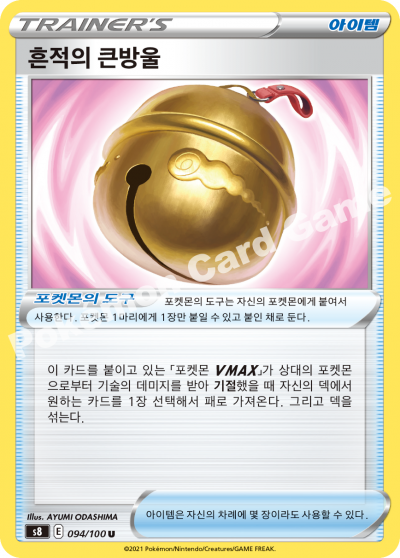 TRAINER'S
아이템
흔적의 큰방울
포켓몬의 도구 포켓몬의 도구는 자신의 포켓몬에게 붙여서
사용한다. 포켓몬 1마리에게 1장만 붙일 수 있고 붙인 채로 둔다.
이 카드를 붙이고 있는 「포켓몬 VMAX」가 상대의 포켓몬
으로부터 기술의 데미지를 받아 기절했을 때 자신의 덱에서
원하는 카드를 1장 선택해서 패로 가져온다. 그리고 덱을
섞는다.
Illus. AYUMI ODASHIMA
s8 E 094/100 U
아이템은 자신의 차례에 몇 장이라도 사용할 수 있다.
©2021 Pokémon/Nintendo/Creatures/GAME FREAK.
Pokémon Card Game